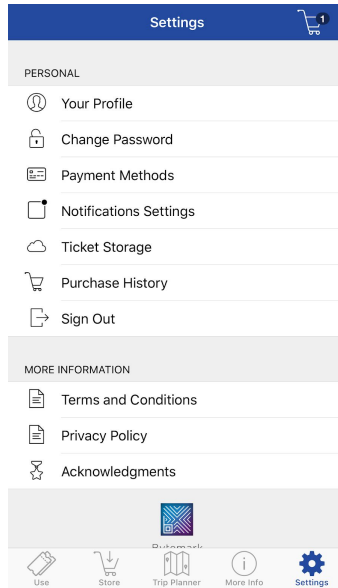 Settings
1
PERSONAL
Your Profile
Change Password
Payment Methods
Notifications Settings
Ticket Storage
Purchase History
Sign Out
MORE INFORMATION
Terms and Conditions
Privacy Policy
Acknowledgments
Bytemark
Use
Store
Trip Planner
More Info
Settings